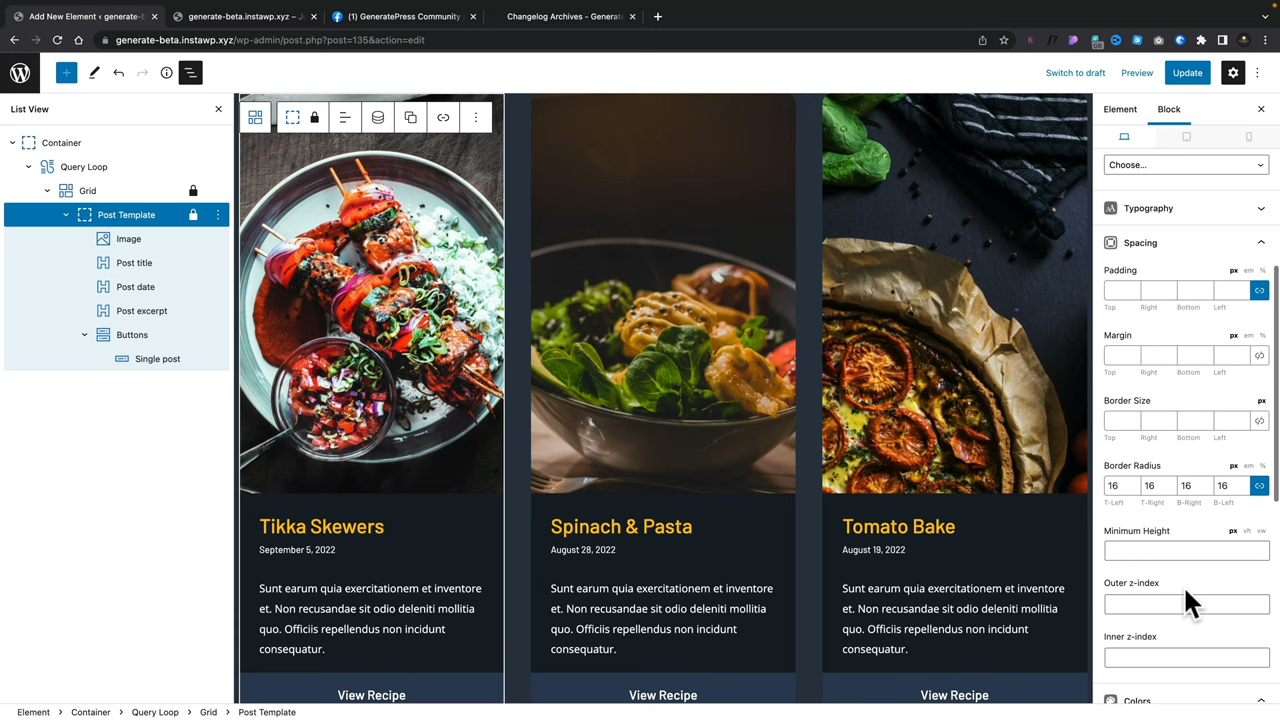 Add New Element ‹ generate-b
generate-beta.instawp.xyz – Ju
(1) GeneratePress Community
Changelog Archives - Generate
generate-beta.instawp.xyz/wp-admin/post.php?post=135&action=edit
Switch to draft
Preview
Update
List View
Container
Query Loop
Grid
Post Template
Image
Post title
Post date
Post excerpt
Buttons
Single post
Tikka Skewers
September 5, 2022
Sunt earum quia exercitationem et inventore
et. Non recusandae sit odio deleniti mollitia
quo. Officiis repellendus non incidunt
consequatur.
View Recipe
Spinach & Pasta
August 28, 2022
Sunt earum quia exercitationem et inventore
et. Non recusandae sit odio deleniti mollitia
quo. Officiis repellendus non incidunt
consequatur.
View Recipe
Tomato Bake
August 19, 2022
Sunt earum quia exercitationem et inventore
et. Non recusandae sit odio deleniti mollitia
quo. Officiis repellendus non incidunt
consequatur.
View Recipe
Element
Block
Choose...
Typography
Spacing
Padding px em %
Top Right Bottom Left
Margin px em %
Top Right Bottom Left
Border Size px
Top Right Bottom Left
Border Radius px em %
16 16 16 16
T-Left T-Right B-Right B-Left
Minimum Height px vh vw
Outer z-index
Inner z-index
Colors
Element Container Query Loop Grid Post Template